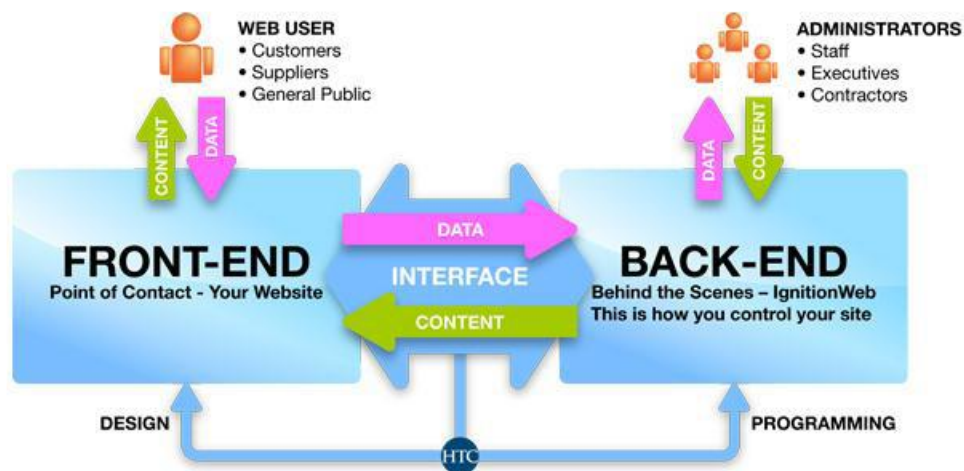 WEB USER
• Customers
• Suppliers
• General Public
ADMINISTRATORS
• Staff
• Executives
• Contractors
CONTENT
DATA
DATA
CONTENT
FRONT-END
Point of Contact - Your Website
DATA
INTERFACE
CONTENT
BACK-END
Behind the Scenes – IgnitionWeb
This is how you control your site
DESIGN
PROGRAMMING
HTC